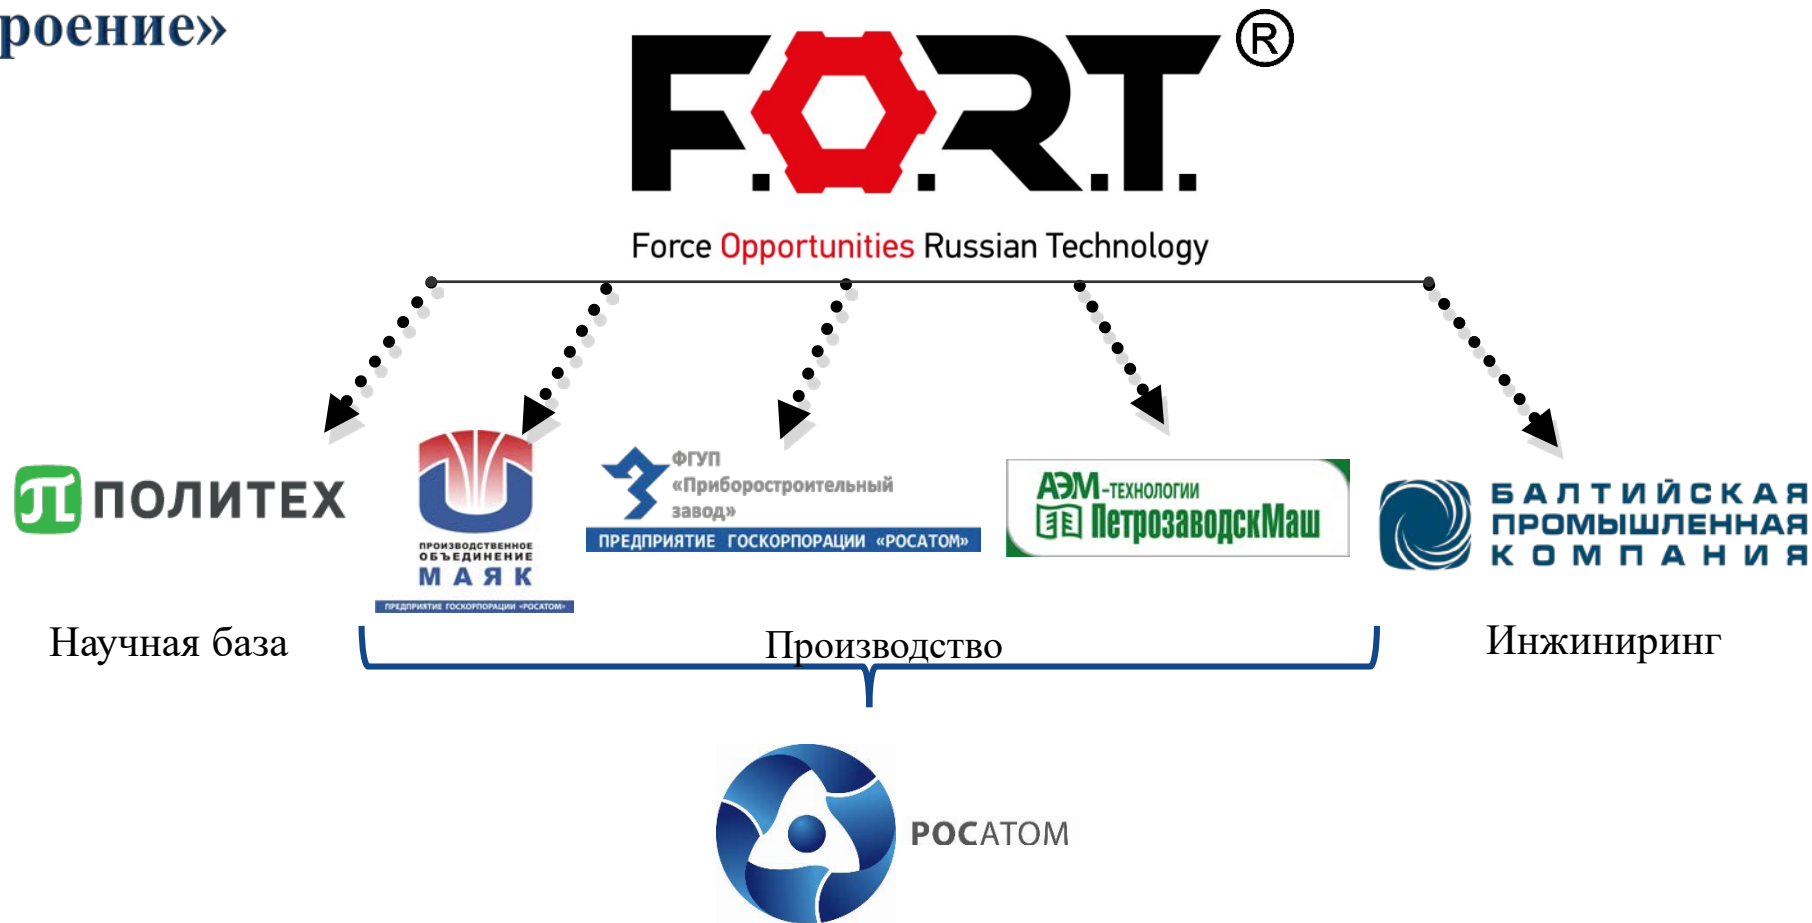 роение»
F.O.R.T.®
Force Opportunities Russian Technology
ПОЛИТЕХ
ПРОИЗВОДСТВЕННОЕ
ОБЪЕДИНЕНИЕ
МАЯК
ПРЕДПРИЯТИЕ ГОСКОРПОРАЦИИ «РОСАТОМ»
ФГУП
«Приборостроительный
завод»
ПРЕДПРИЯТИЕ ГОСКОРПОРАЦИИ «РОСАТОМ»
АЭМ-ТЕХНОЛОГИИ
ПетрозаводскМаш
БАЛТИЙСКАЯ
ПРОМЫШЛЕННАЯ
КОМПАНИЯ
Научная база
Производство
Инжиниринг
РОСАТОМ